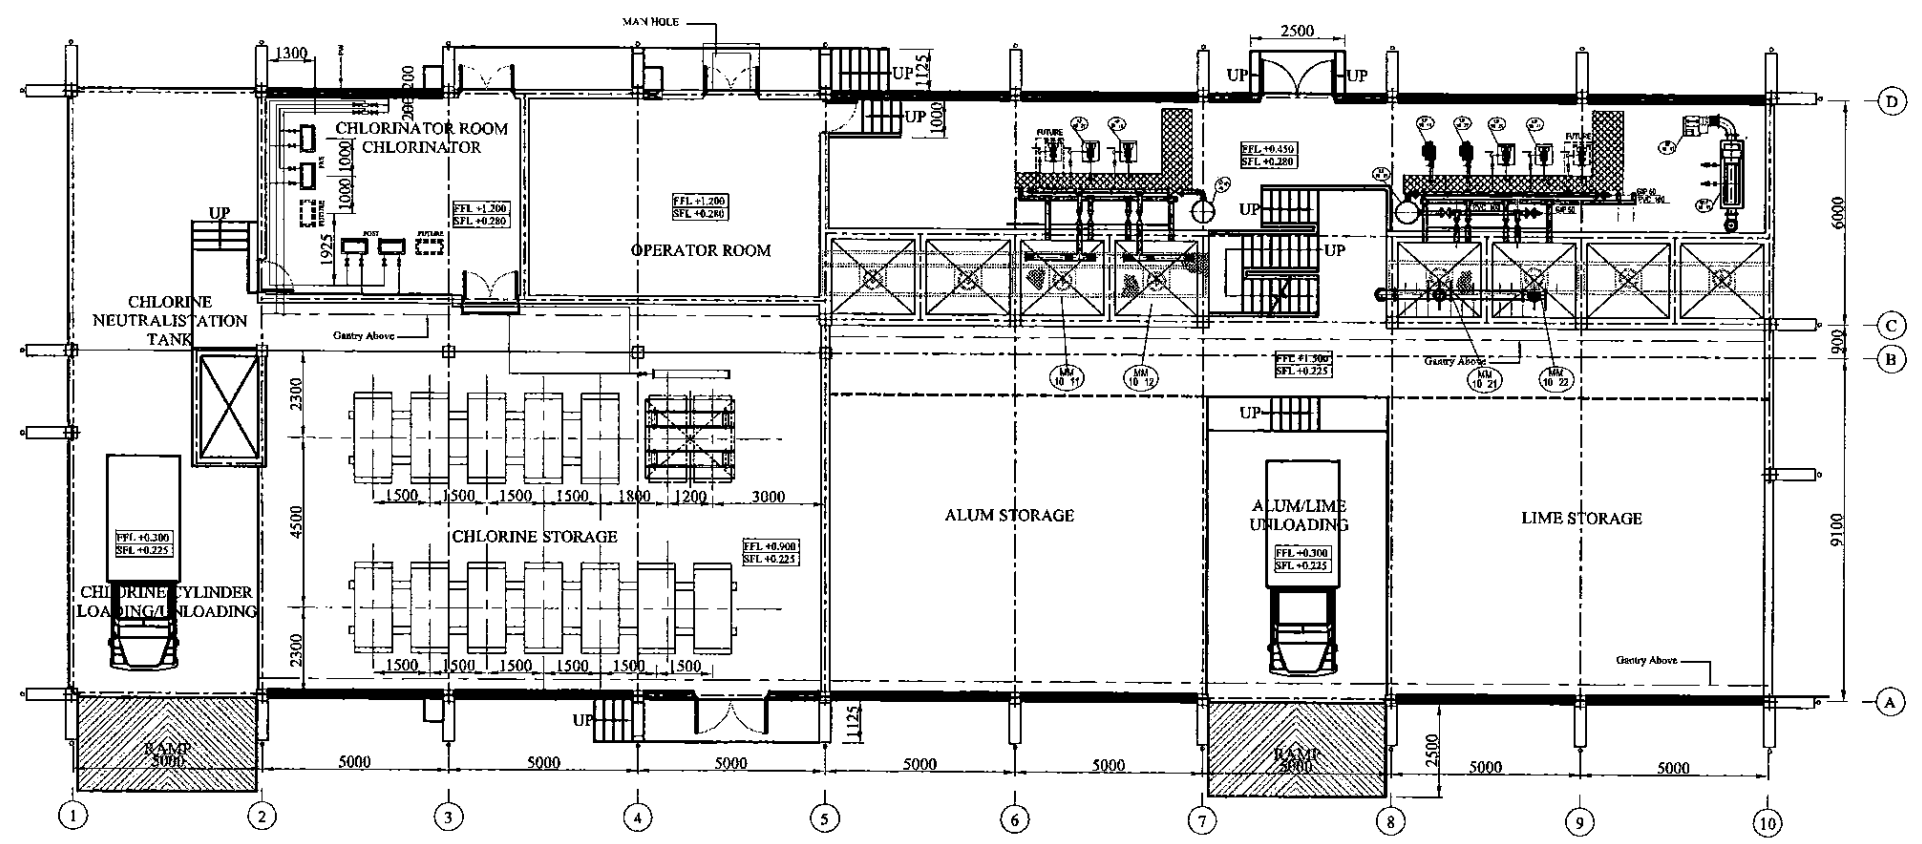 MAN HOLE
2500
1300
200
200
UP
1125
UP
UP
D
UP
1000
CHLORINATOR ROOM
CHLORINATOR
1000
1000
FUTURE
1925
POST
FUTURE
FFL +1.200
SFL +0.280
FFL +1.200
SFL +0.280
OPERATOR ROOM
FUTURE
FFL +0.450
SFL +0.280
FUTURE
6000
UP
UP
UP
CHLORINE
NEUTRALISTATION
TANK
Gantry Above
C
900
B
FFL +1.500
SFL +0.225
Gantry Above
MM
10 11
MM
10 12
MM
10 21
MM
10 22
2300
UP
1500
1500
1500
1500
1800
1200
3000
4500
CHLORINE STORAGE
ALUM STORAGE
ALUM/LIME
UNLOADING
LIME STORAGE
FFL +0.300
SFL +0.225
FFL +0.900
SFL +0.225
FFL +0.300
SFL +0.225
9100
CHLORINE CYLINDER
LOADING/UNLOADING
2300
1500
1500
1500
1500
1500
1500
Gantry Above
A
UP
1125
RAMP
5000
5000
5000
5000
5000
5000
RAMP
5000
2500
5000
5000
1
2
3
4
5
6
7
8
9
10